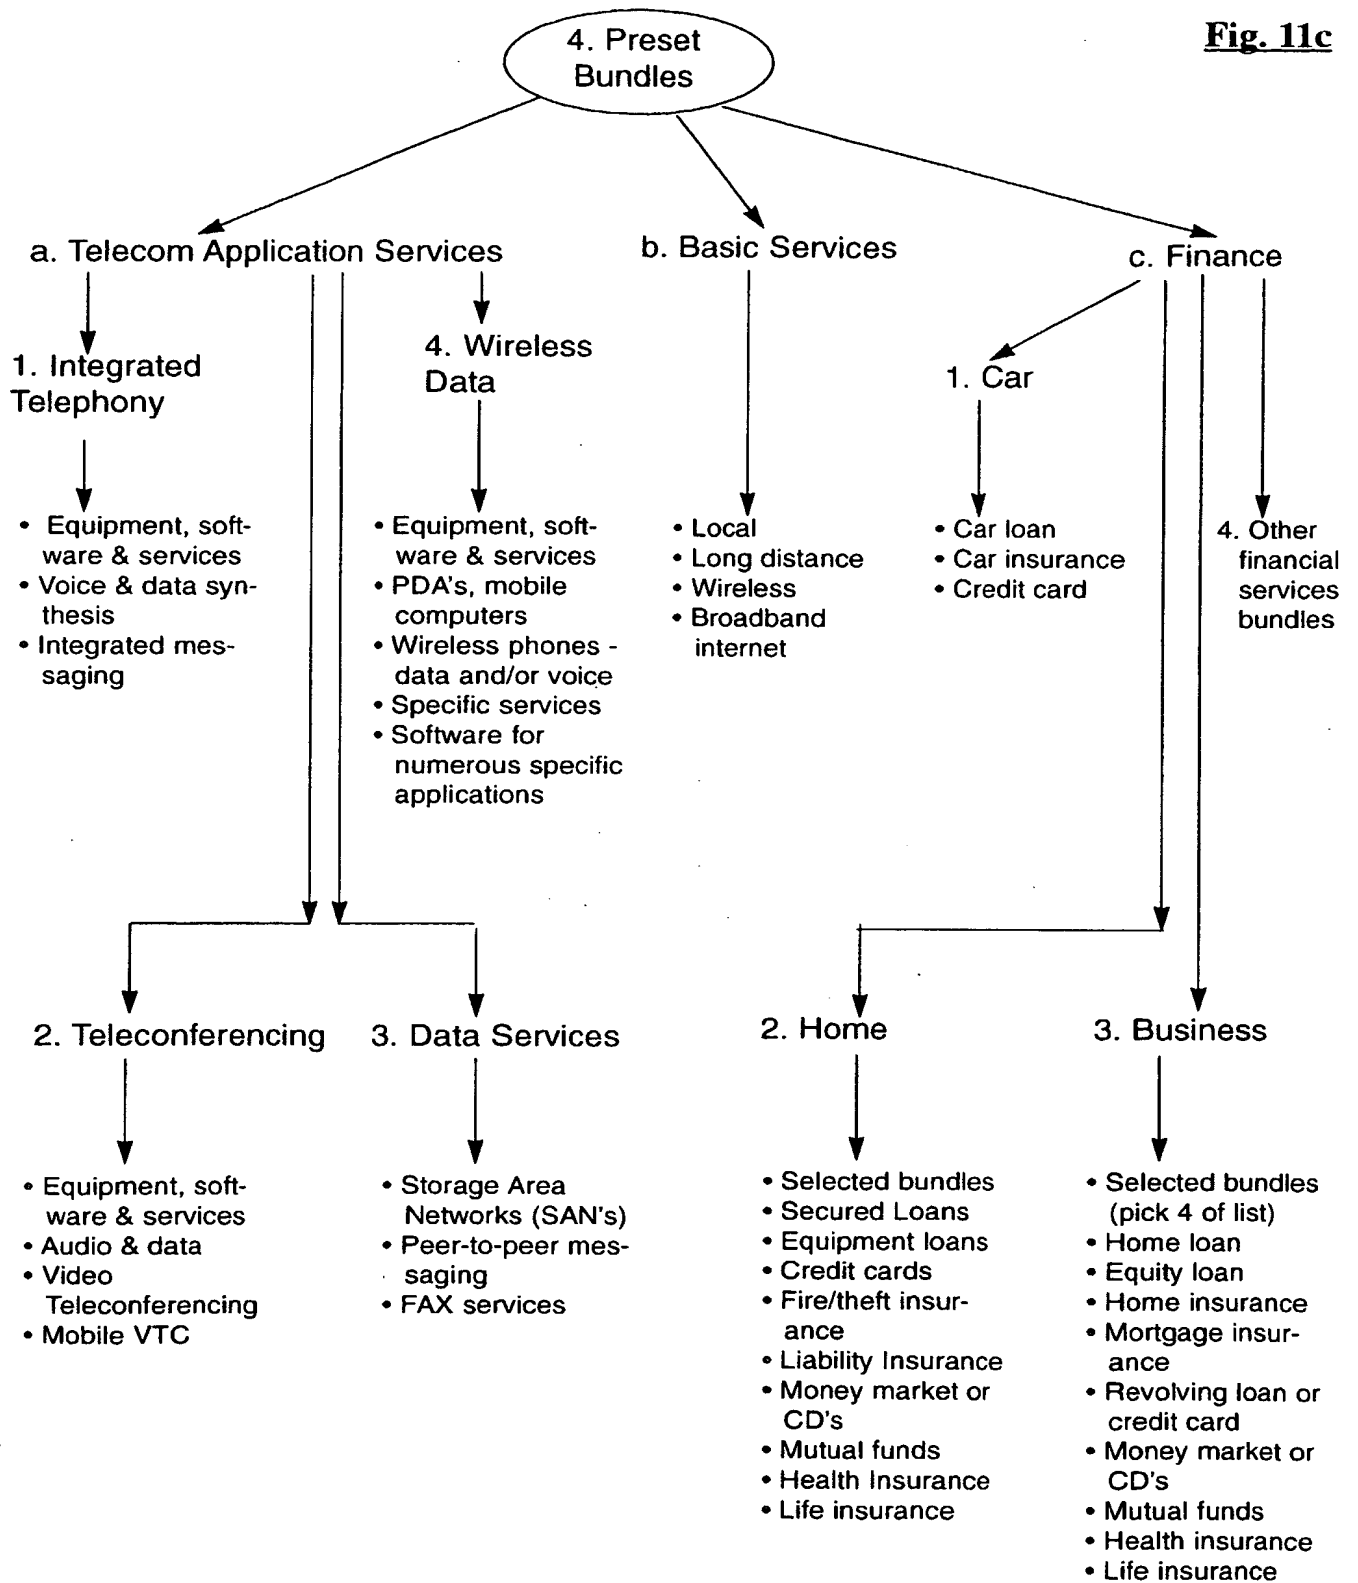 Fig. 11c
4. Preset
Bundles
a. Telecom Application Services
b. Basic Services
c. Finance
1. Integrated
Telephony
4. Wireless
Data
1. Car
• Equipment, soft-
ware & services
• Voice & data syn-
thesis
• Integrated mes-
saging
• Equipment, soft-
ware & services
• PDA's, mobile
computers
• Wireless phones -
data and/or voice
• Specific services
• Software for
numerous specific
applications
• Local
• Long distance
• Wireless
• Broadband
internet
• Car loan
• Car insurance
• Credit card
4. Other
financial
services
bundles
2. Teleconferencing
3. Data Services
2. Home
3. Business
• Equipment, soft-
ware & services
• Audio & data
• Video
Teleconferencing
• Mobile VTC
• Storage Area
Networks (SAN's)
• Peer-to-peer mes-
saging
• FAX services
• Selected bundles
• Secured Loans
• Equipment loans
• Credit cards
• Fire/theft insur-
ance
• Liability Insurance
• Money market or
CD's
• Mutual funds
• Health Insurance
• Life insurance
• Selected bundles
(pick 4 of list)
• Home loan
• Equity loan
• Home insurance
• Mortgage insur-
ance
• Revolving loan or
credit card
• Money market or
CD's
• Mutual funds
• Health insurance
• Life insurance